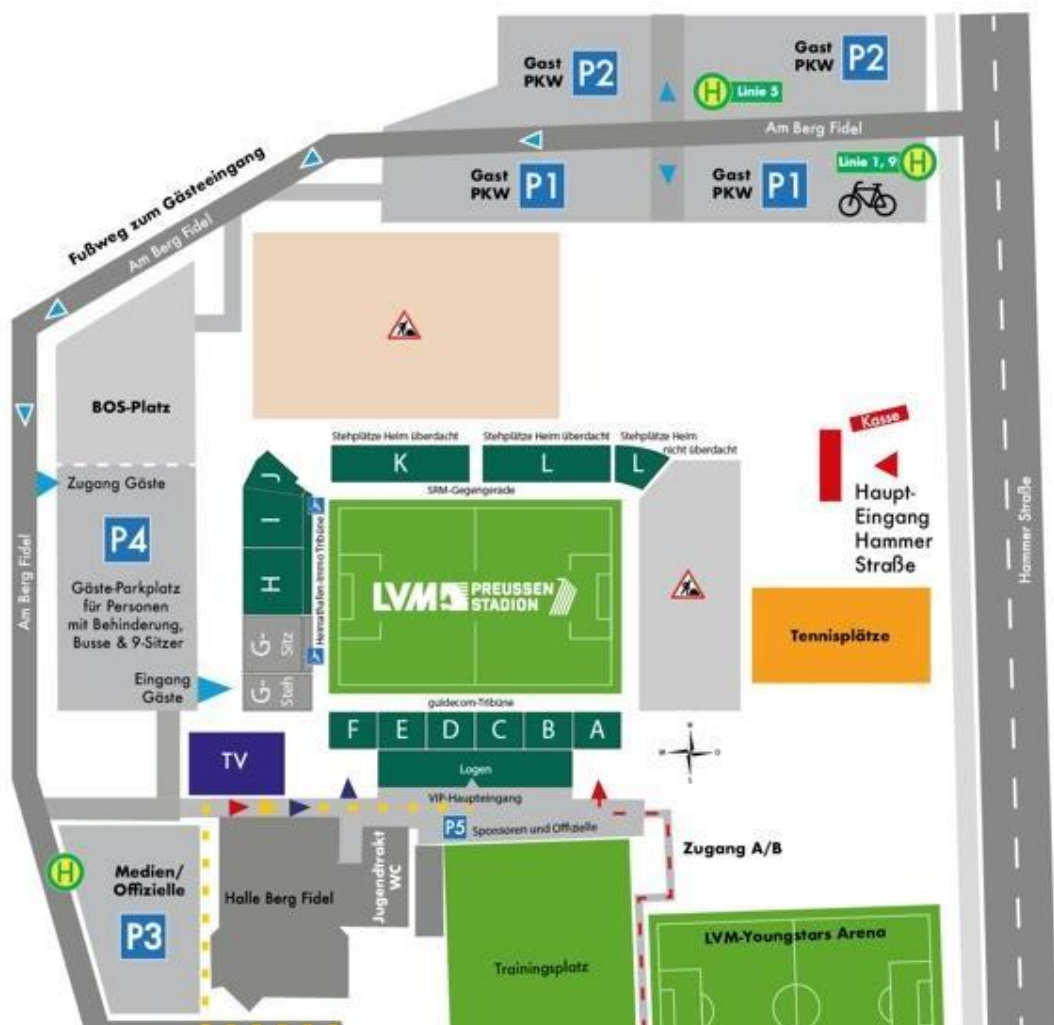 Gast
PKW P2
Gast
PKW P2
H Linie 5
Am Berg Fidel
Linie 1, 9 H
Gast
PKW P1
Gast
PKW P1
Fußweg zum Gästeeingang
Am Berg Fidel
BOS-Platz
Zugang Gäste
P4
Gäste-Parkplatz
für Personen
mit Behinderung,
Busse & 9-Sitzer
Eingang
Gäste
Am Berg Fidel
Stehplätze Heim überdacht
Stehplätze Heim überdacht
Stehplätze Heim
nicht überdacht
K
L
L
SRM-Gegengerade
J
I
H
G-
Sitz
G-
Steh
Heimathafen-Immo Tribüne
LVM PREUSSEN
STADION
Kasse
Haupt-
Eingang
Hammer
Straße
Hammer Straße
Tennisplätze
guidecom-Tribüne
F E D C B A
Logen
TV
VIP-Haupteingang
P5 Sponsoren und Offizielle
Zugang A/B
H
Medien/
Offizielle
P3
Halle Berg Fidel
Jugendtrakt
WC
Trainingsplatz
LVM-Youngstars Arena